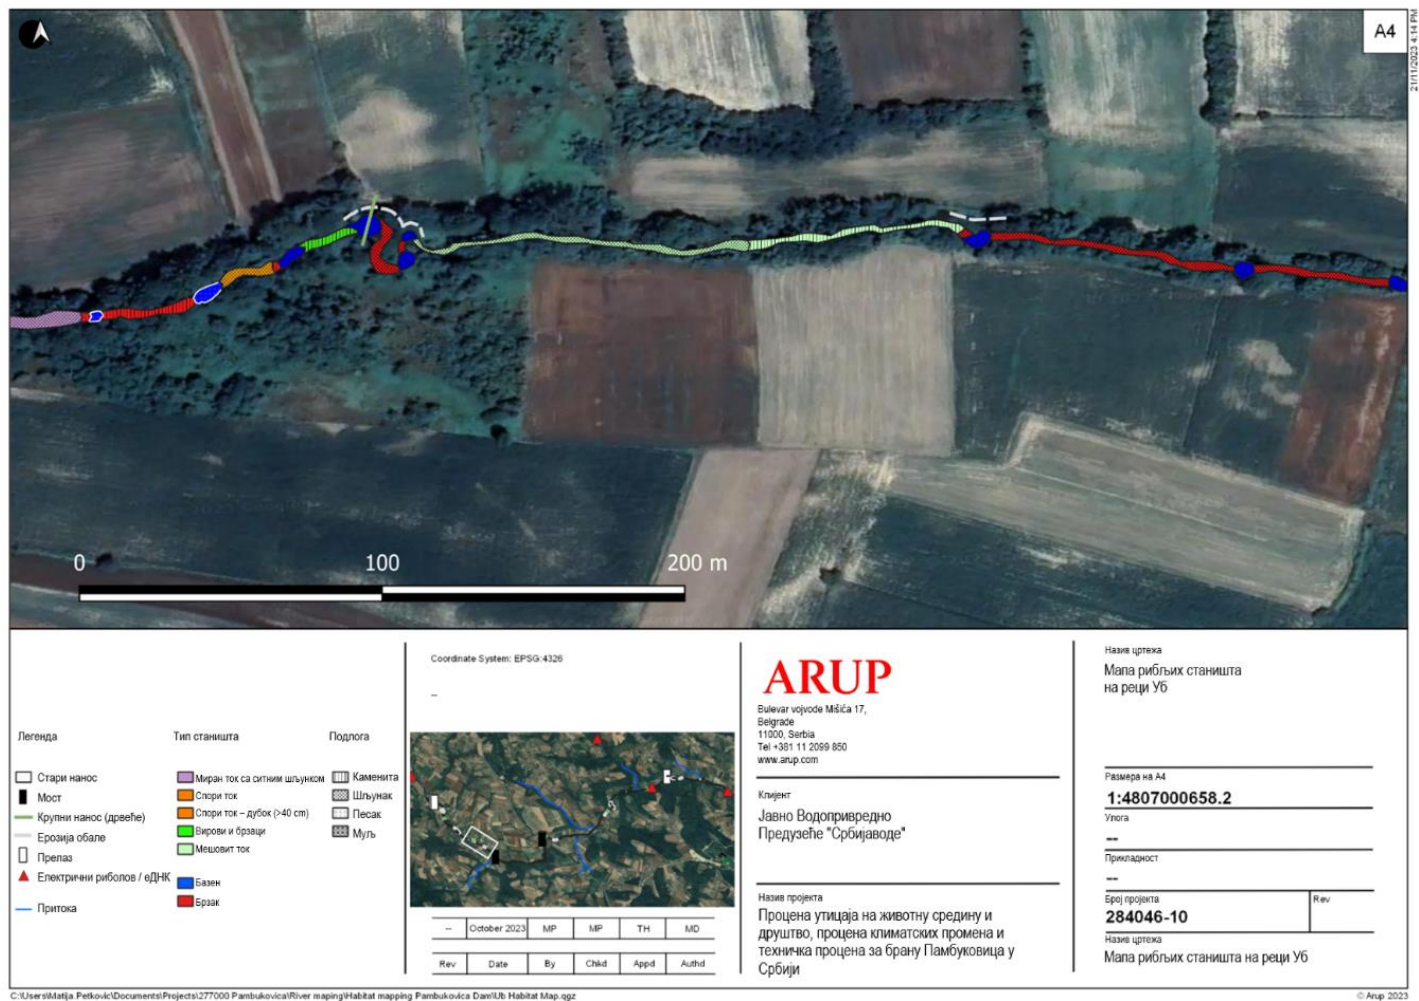 A4
21/11/2023 4:14 PM
0 100 200 m
Легенда
Стари нанос
Мост
Крупни нанос (дрвеће)
Ерозија обале
Прелаз
Електрични риболов / еДНК
Притока
Тип станишта
Миран ток са ситним шљунком
Спори ток
Спори ток – дубок (>40 cm)
Вирови и брзаци
Мешовит ток
Базен
Брзак
Подлога
Каменита
Шљунак
Песак
Муљ
Coordinate System: EPSG:4326
--
-- October 2023 MP MP TH MD
Rev Date By Chkd Appd Authd
ARUP
Bulevar vojvode Mišića 17,
Belgrade
11000, Serbia
Tel +381 11 2099 850
www.arup.com
Клијент
Јавно Водопривредно
Предузеће "Србијаводе"
Назив пројекта
Процена утицаја на животну средину и
друштво, процена климатских промена и
техничка процена за брану Памбуковица у
Србији
Назив цртежа
Мапа рибљих станишта
на реци Уб
Размера на А4
1:4807000658.2
Улога
--
Прикладност
--
Број пројекта
284046-10
Rev
Назив цртежа
Мапа рибљих станишта на реци Уб
C:\Users\Matija.Petkovic\Documents\Projects\277000 Pambukovica\River maping\Habitat mapping Pambukovica Dam\Ub Habitat Map.qgz
© Arup 2023